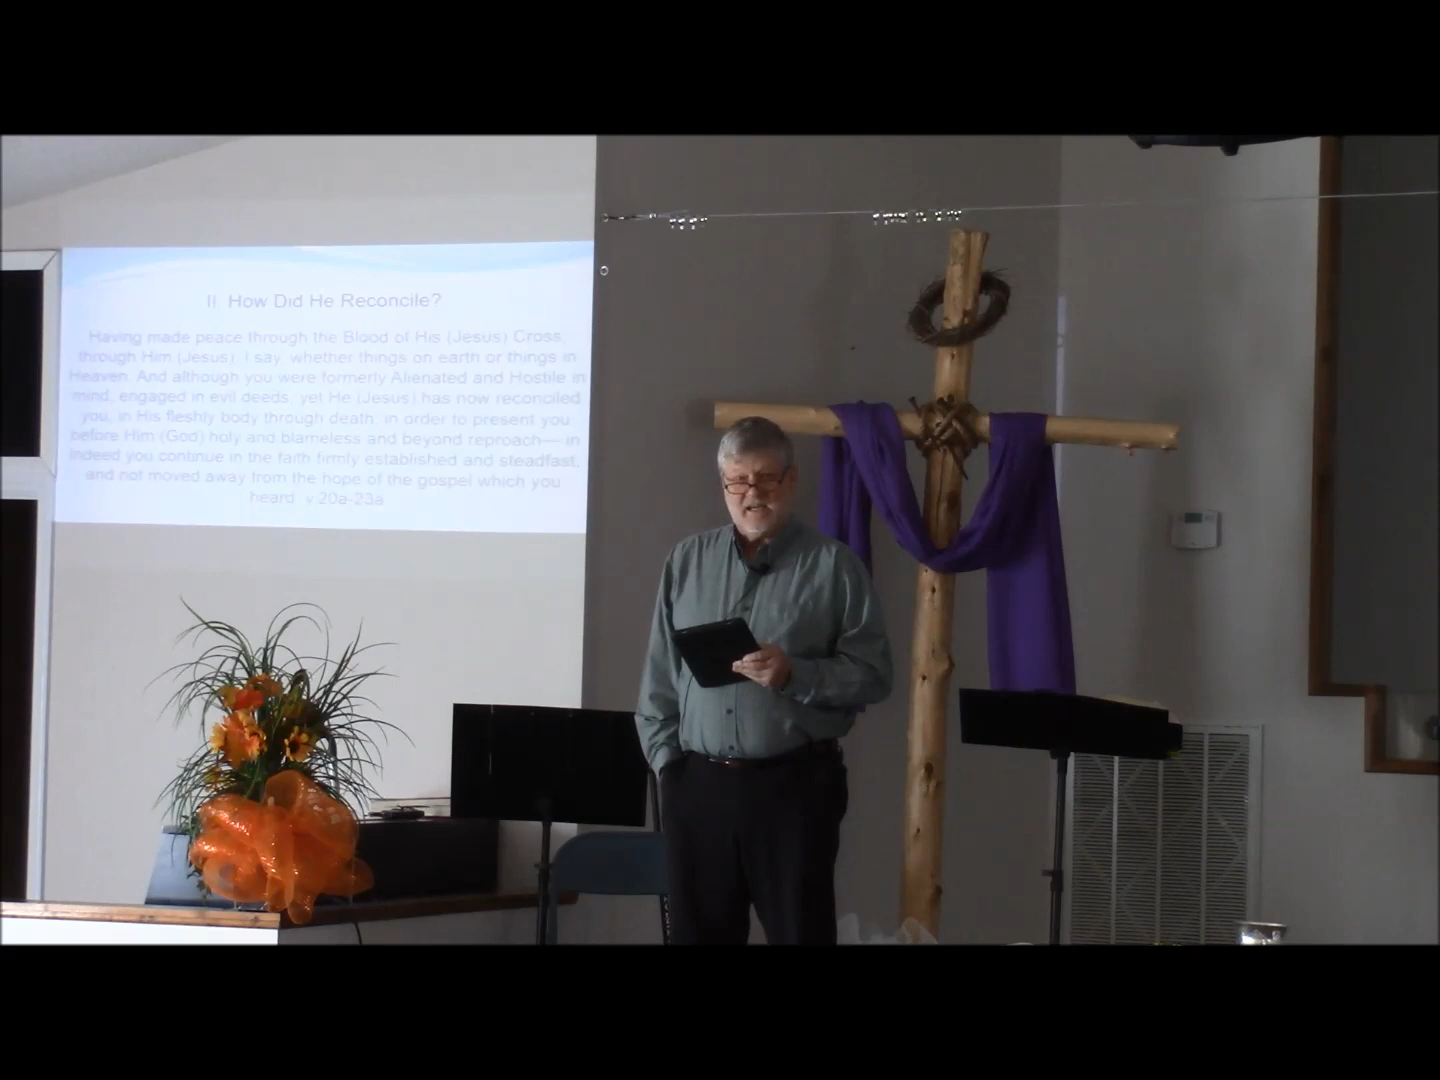 II. How Did He Reconcile?
Having made peace through the Blood of His (Jesus) Cross,
through Him (Jesus), I say, whether things on earth or things in
Heaven. And although you were formerly Alienated and Hostile in
mind, engaged in evil deeds, yet He (Jesus) has now reconciled
you, in His fleshly body through death, in order to present you
before Him (God) holy and blameless and beyond reproach— in
indeed you continue in the faith firmly established and steadfast,
and not moved away from the hope of the gospel which you
heard. v.20a-23a